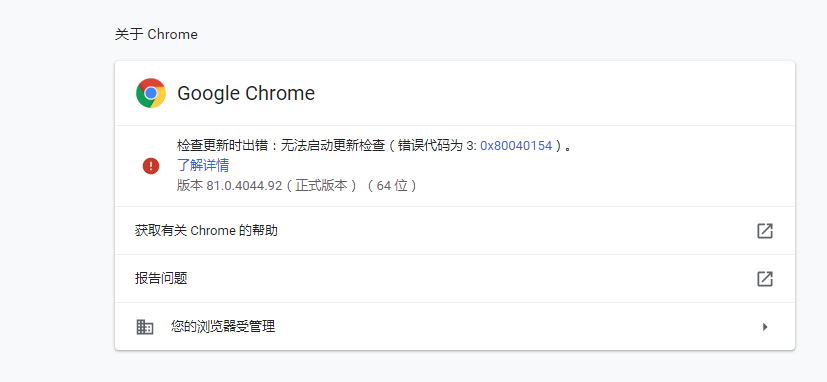 关于 Chrome
Google Chrome
检查更新时出错：无法启动更新检查（错误代码为 3: 0x80040154）。
了解详情
版本 81.0.4044.92（正式版本）（64 位）
获取有关 Chrome 的帮助
报告问题
您的浏览器受管理